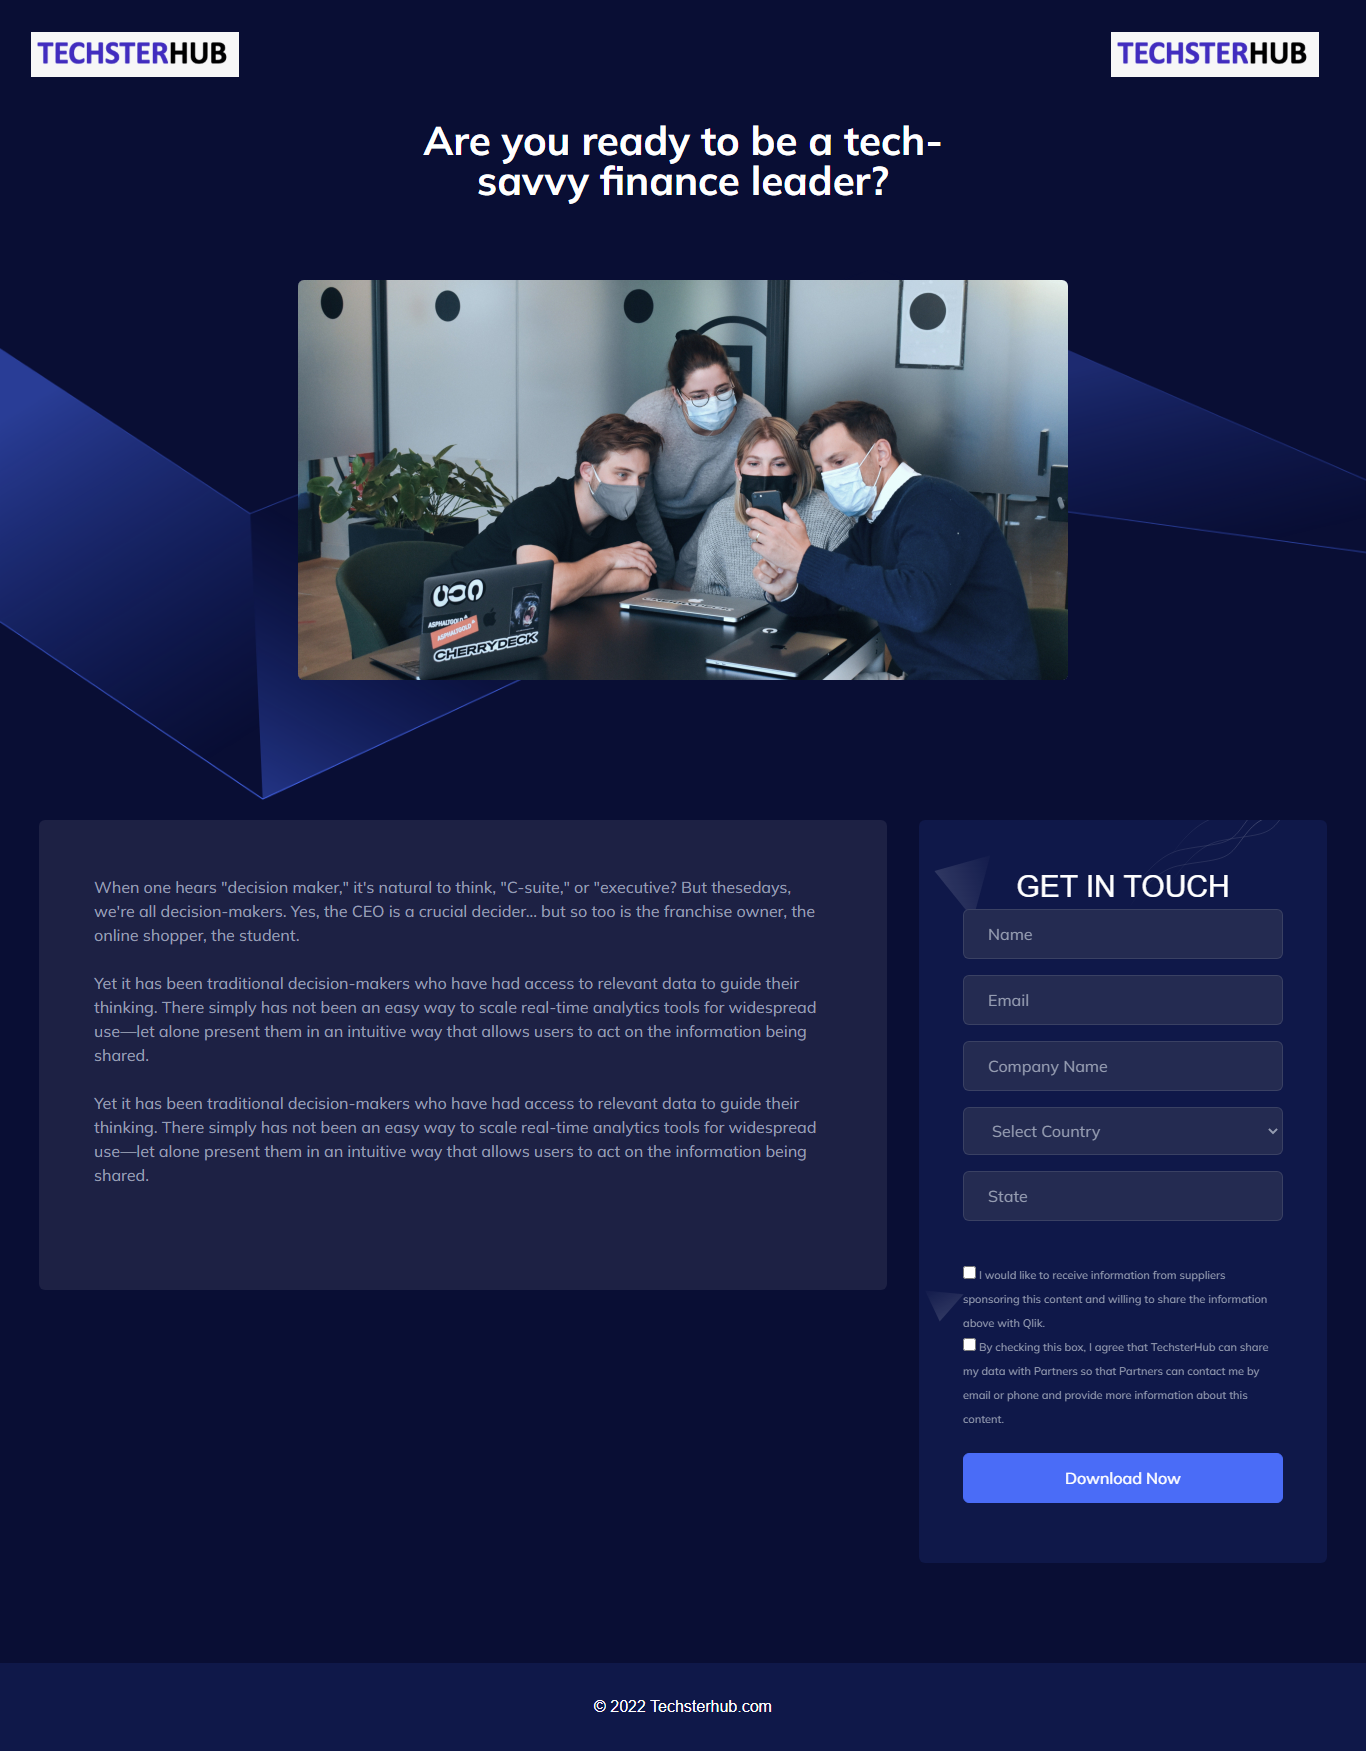 TECHSTERHUB
TECHSTERHUB
Are you ready to be a tech-
savvy finance leader?
ASPHALTGOLD
ASPHALTGOLD
CHERRYDECK
When one hears "decision maker," it's natural to think, "C-suite," or "executive? But thesedays,
we're all decision-makers. Yes, the CEO is a crucial decider... but so too is the franchise owner, the
online shopper, the student.
Yet it has been traditional decision-makers who have had access to relevant data to guide their
thinking. There simply has not been an easy way to scale real-time analytics tools for widespread
use—let alone present them in an intuitive way that allows users to act on the information being
shared.
Yet it has been traditional decision-makers who have had access to relevant data to guide their
thinking. There simply has not been an easy way to scale real-time analytics tools for widespread
use—let alone present them in an intuitive way that allows users to act on the information being
shared.
GET IN TOUCH
Name
Email
Company Name
Select Country
State
I would like to receive information from suppliers
sponsoring this content and willing to share the information
above with Qlik.
By checking this box, I agree that TechsterHub can share
my data with Partners so that Partners can contact me by
email or phone and provide more information about this
content.
Download Now
© 2022 Techsterhub.com